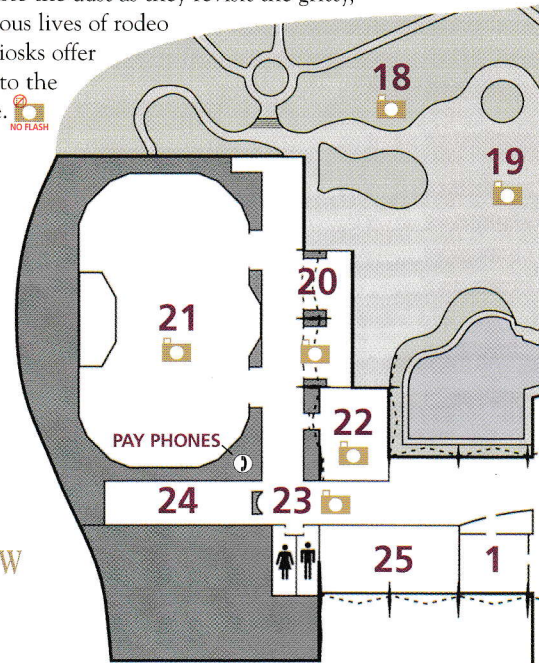 ous lives of rodeo
iosks offer
to the
NO FLASH
18
19
20
21
22
PAY PHONES
24
23
W
25
1